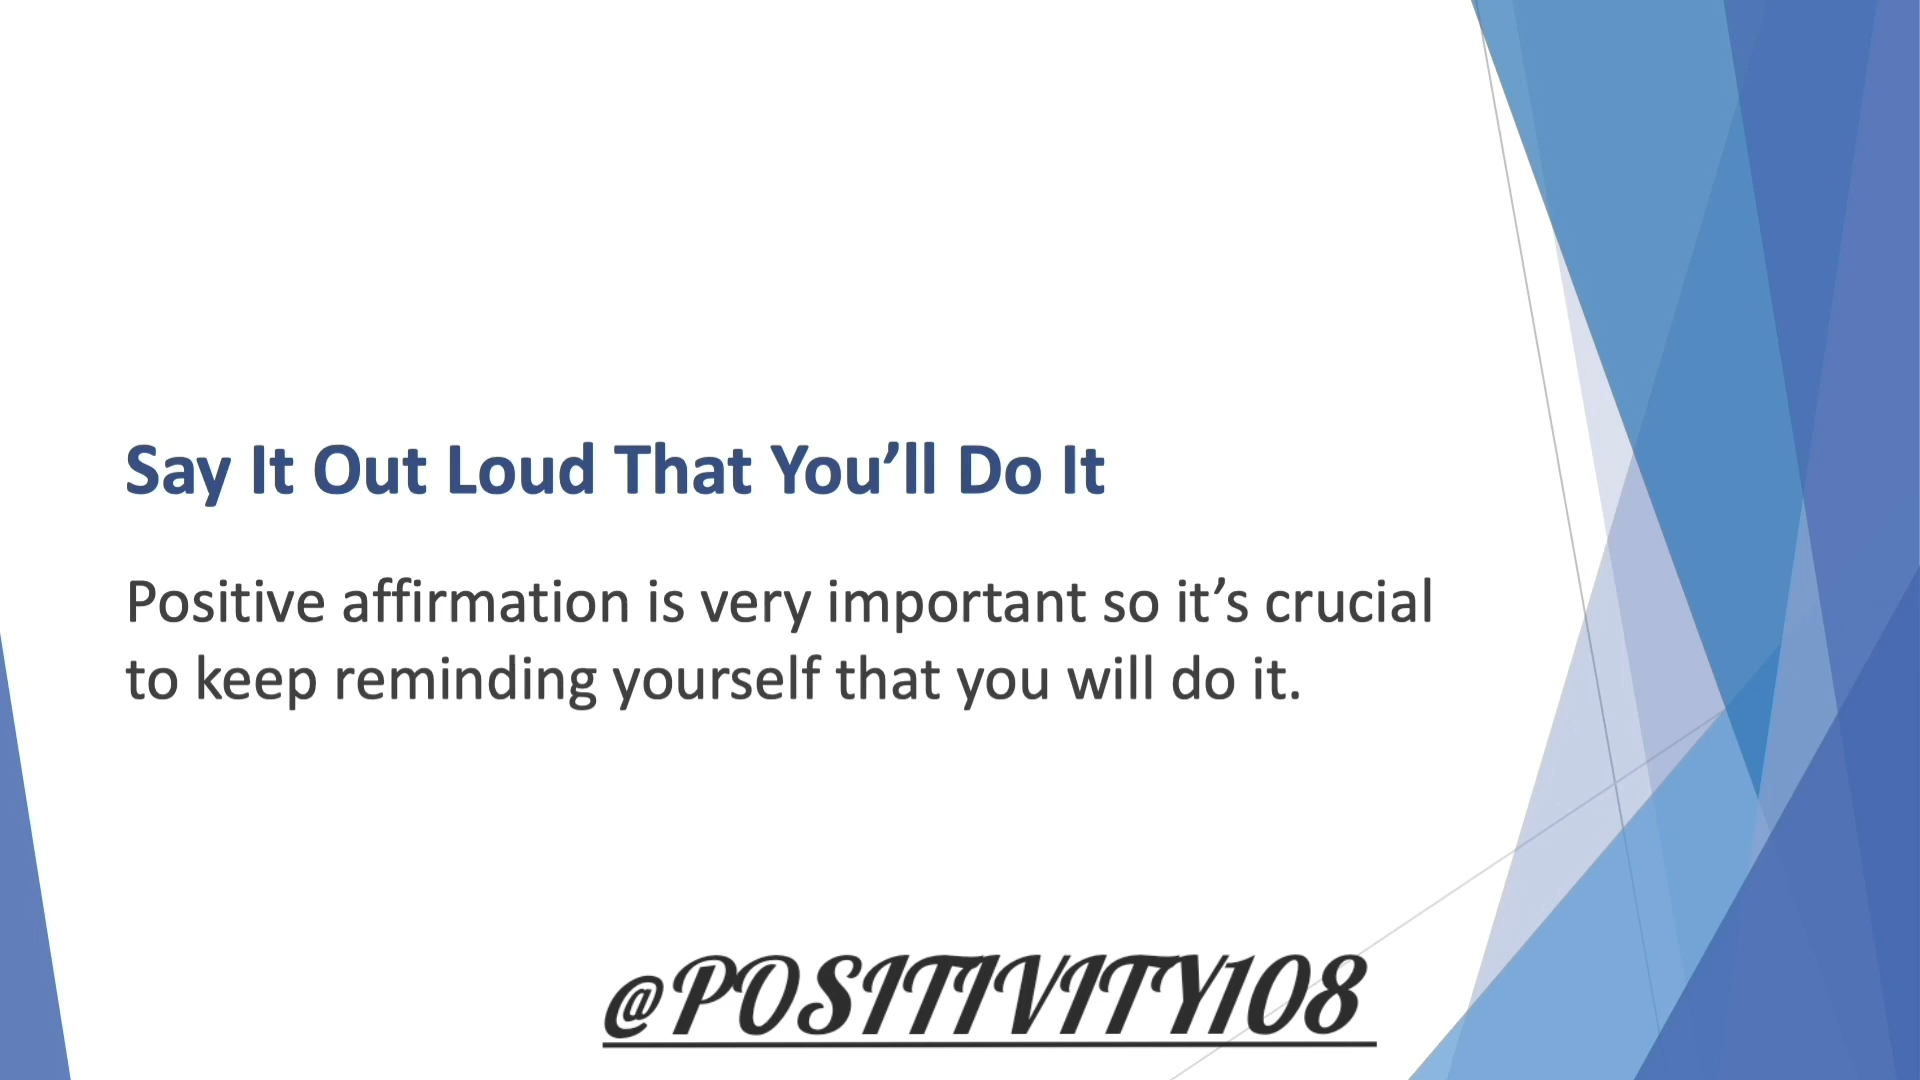 Say It Out Loud That You’ll Do It
Positive affirmation is very important so it’s crucial
to keep reminding yourself that you will do it.
@POSITIVITY108